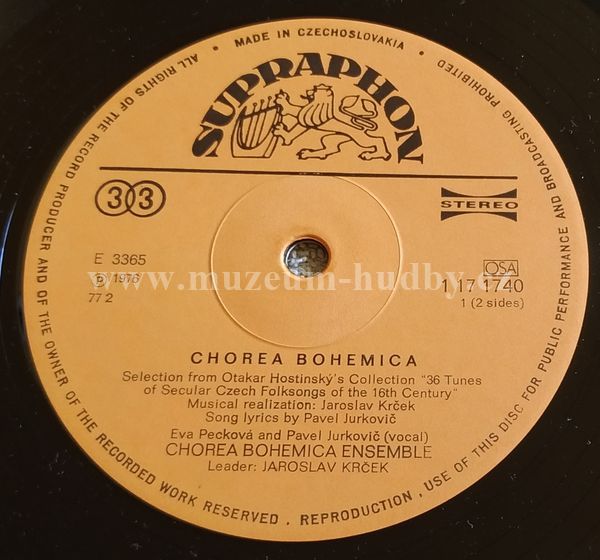 ALL RIGHTS OF THE RECORD PRODUCER AND OF THE OWNER OF THE RECORDED WORK RESERVED . REPRODUCTION, USE OF THIS DISC FOR PUBLIC PERFORMANCE AND BROADCASTING PROHIBITED
• MADE IN CZECHOSLOVAKIA •
SUPRAPHON
33
STEREO
E 3365
℗ 1976
77 2
OSA
1 17 1740
1 (2 sides)
www.muzeum-hudby.cz
CHOREA BOHEMICA
Selection from Otakar Hostinský's Collection "36 Tunes
of Secular Czech Folksongs of the 16th Century"
Musical realization: Jaroslav Krček
Song lyrics by Pavel Jurkovič
Eva Pecková and Pavel Jurkovič (vocal)
CHOREA BOHEMICA ENSEMBLE
Leader: JAROSLAV KRČEK